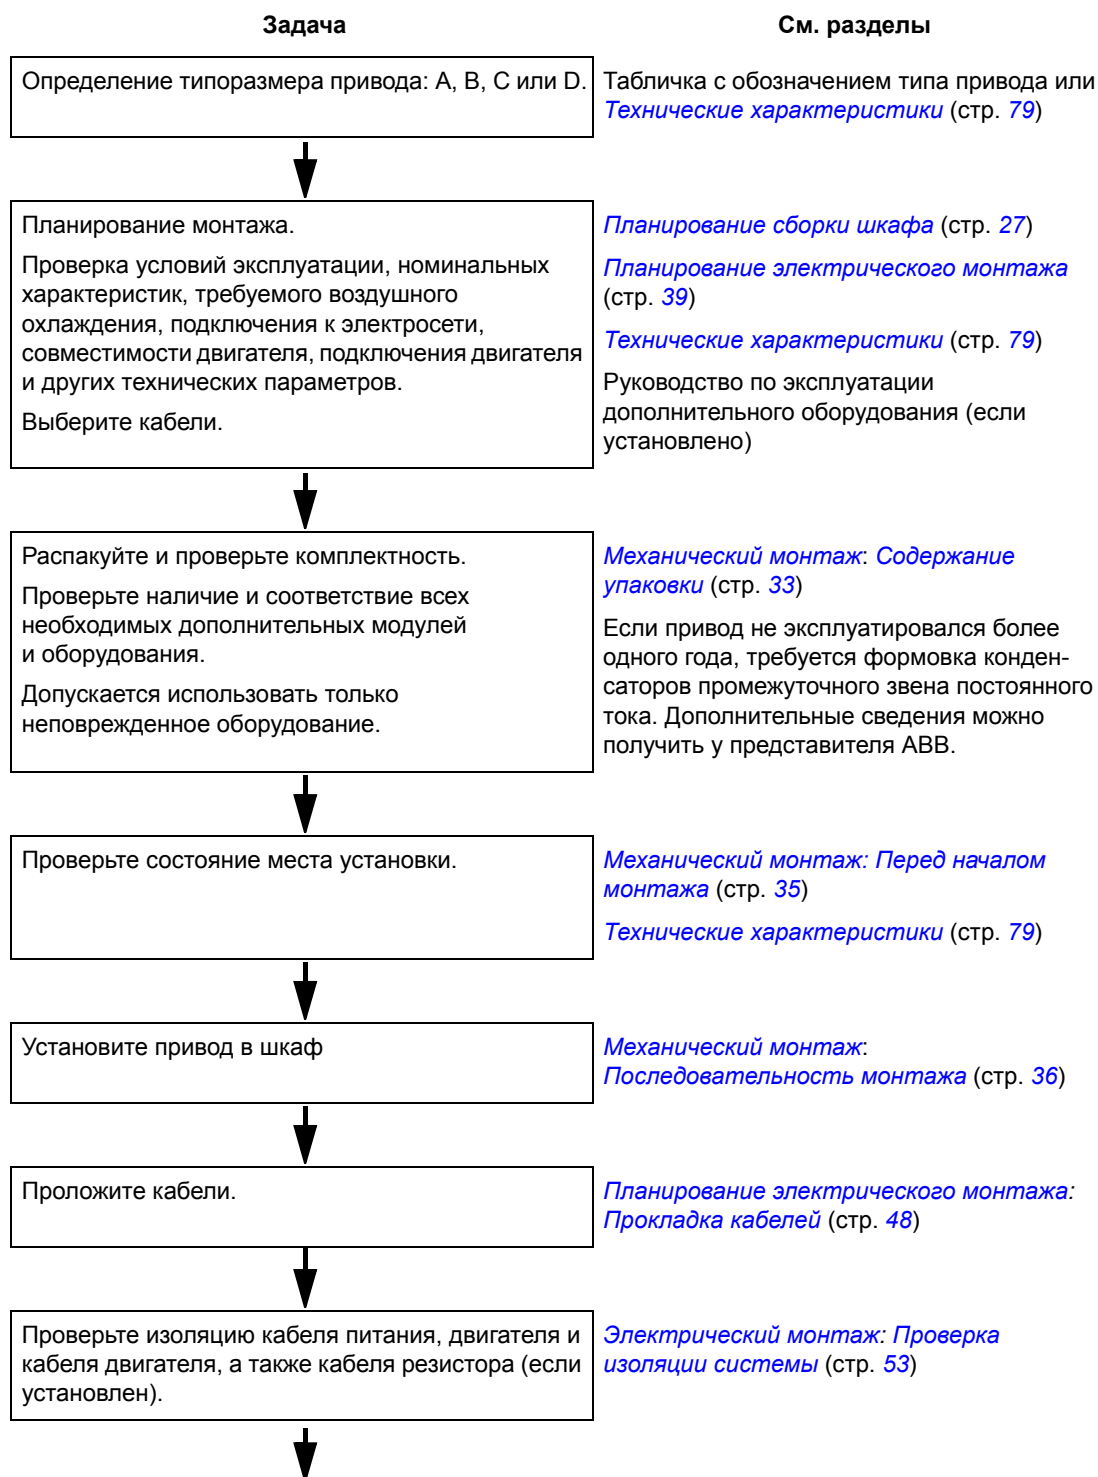 Задача
См. разделы
Определение типоразмера привода: A, B, C или D.
Табличка с обозначением типа привода или
Технические характеристики (стр. 79)
Планирование монтажа.
Проверка условий эксплуатации, номинальных
характеристик, требуемого воздушного
охлаждения, подключения к электросети,
совместимости двигателя, подключения двигателя
и других технических параметров.
Выберите кабели.
Планирование сборки шкафа (стр. 27)
Планирование электрического монтажа
(стр. 39)
Технические характеристики (стр. 79)
Руководство по эксплуатации
дополнительного оборудования (если
установлено)
Распакуйте и проверьте комплектность.
Проверьте наличие и соответствие всех
необходимых дополнительных модулей
и оборудования.
Допускается использовать только
неповрежденное оборудование.
Механический монтаж: Содержание
упаковки (стр. 33)
Если привод не эксплуатировался более
одного года, требуется формовка конден-
саторов промежуточного звена постоянного
тока. Дополнительные сведения можно
получить у представителя ABB.
Проверьте состояние места установки.
Механический монтаж: Перед началом
монтажа (стр. 35)
Технические характеристики (стр. 79)
Установите привод в шкаф
Механический монтаж:
Последовательность монтажа (стр. 36)
Проложите кабели.
Планирование электрического монтажа:
Прокладка кабелей (стр. 48)
Проверьте изоляцию кабеля питания, двигателя и
кабеля двигателя, а также кабеля резистора (если
установлен).
Электрический монтаж: Проверка
изоляции системы (стр. 53)